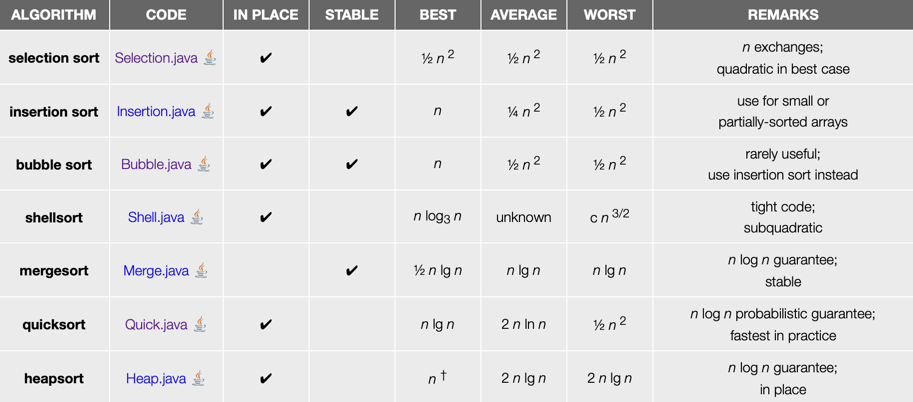 ALGORITHM CODE IN PLACE STABLE BEST AVERAGE WORST REMARKS
selection sort Selection.java ✔ ½ n ² ½ n ² ½ n ² n exchanges;
quadratic in best case
insertion sort Insertion.java ✔ ✔ n ¼ n ² ½ n ² use for small or
partially-sorted arrays
bubble sort Bubble.java ✔ ✔ n ½ n ² ½ n ² rarely useful;
use insertion sort instead
shellsort Shell.java ✔ n log₃ n unknown c n ³ᐟ² tight code;
subquadratic
mergesort Merge.java ✔ ½ n lg n n lg n n lg n n log n guarantee;
stable
quicksort Quick.java ✔ n lg n 2 n ln n ½ n ² n log n probabilistic guarantee;
fastest in practice
heapsort Heap.java ✔ n † 2 n lg n 2 n lg n n log n guarantee;
in place